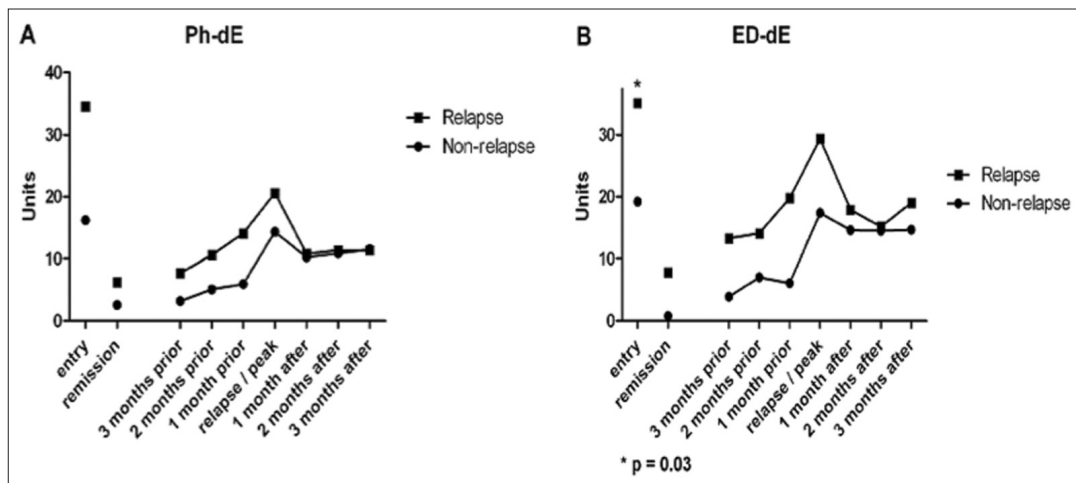 A
Ph-dE
40
30
20
10
0
Units
Relapse
Non-relapse
entry
remission
3 months prior
2 months prior
1 month prior
relapse / peak
1 month after
2 months after
3 months after
B
ED-dE
*
30
20
10
0
Units
Relapse
Non-relapse
entry
remission
3 months prior
2 months prior
1 month prior
relapse / peak
1 month after
2 months after
3 months after
* p = 0.03